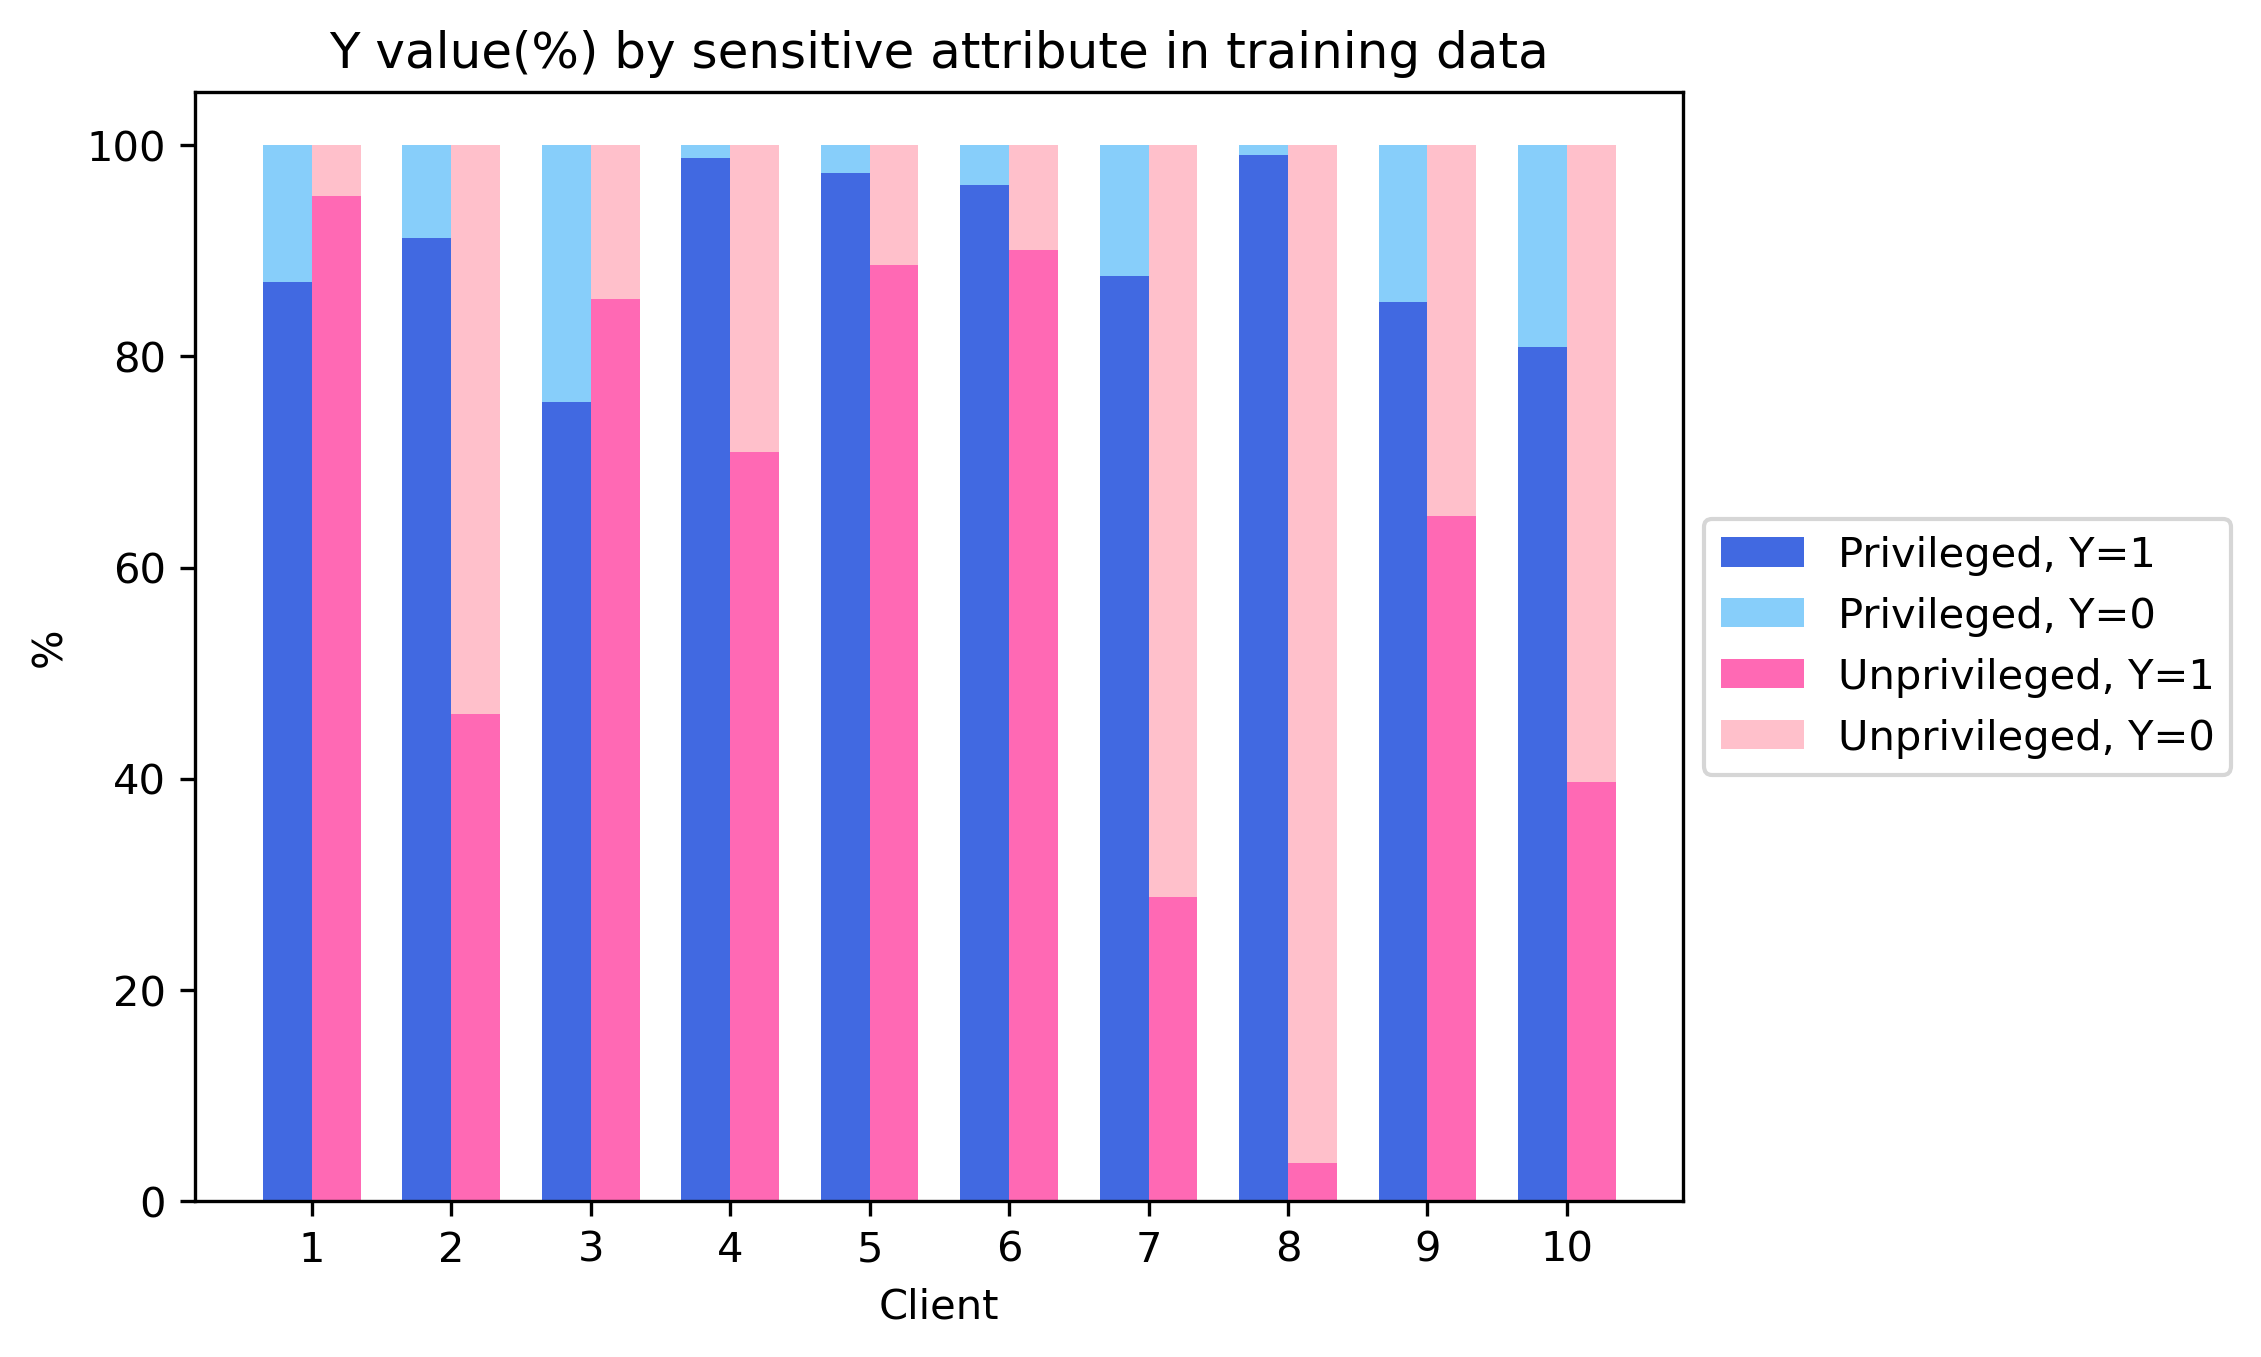 Y value(%) by sensitive attribute in training data
100
80
60
40
20
0
%
1 2 3 4 5 6 7 8 9 10
Client
Privileged, Y=1
Privileged, Y=0
Unprivileged, Y=1
Unprivileged, Y=0